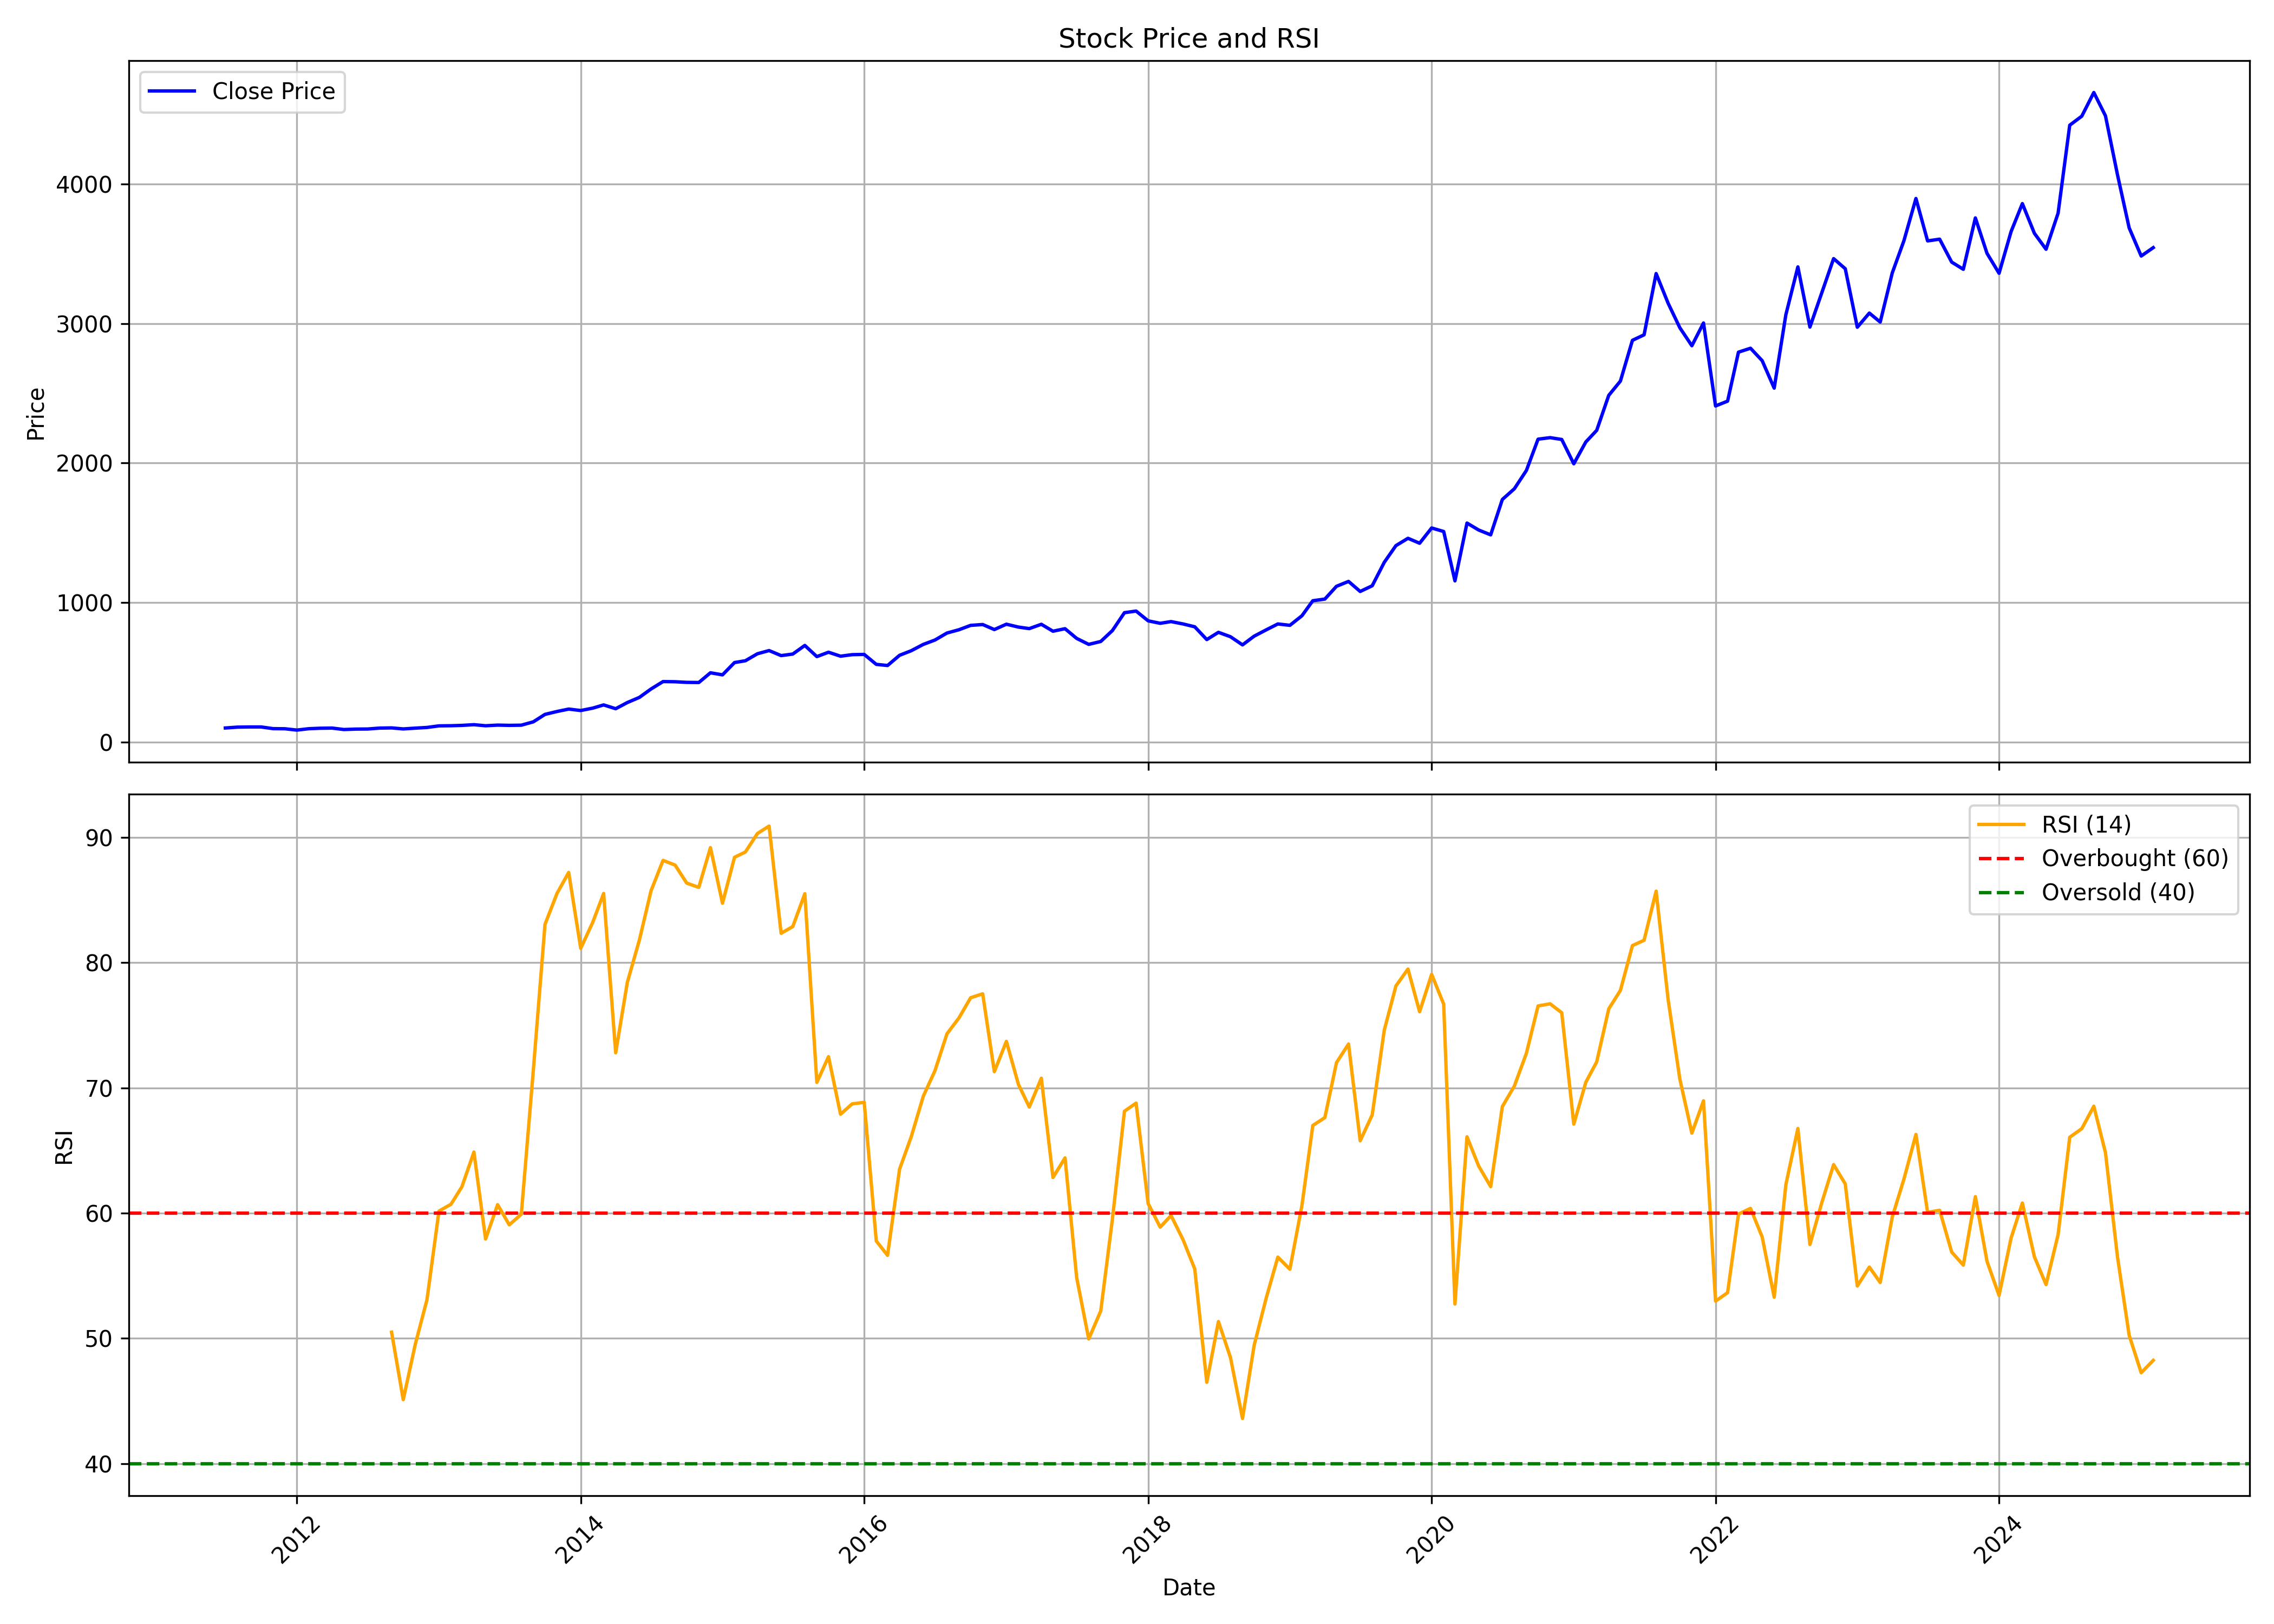 Stock Price and RSI
Close Price
Price
4000
3000
2000
1000
0
RSI (14)
Overbought (60)
Oversold (40)
RSI
90
80
70
60
50
40
2012
2014
2016
2018
2020
2022
2024
Date